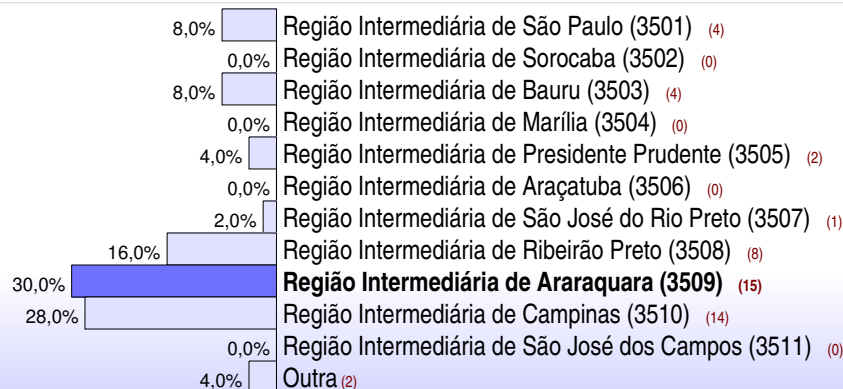 8,0% Região Intermediária de São Paulo (3501) (4)
0,0% Região Intermediária de Sorocaba (3502) (0)
8,0% Região Intermediária de Bauru (3503) (4)
0,0% Região Intermediária de Marília (3504) (0)
4,0% Região Intermediária de Presidente Prudente (3505) (2)
0,0% Região Intermediária de Araçatuba (3506) (0)
2,0% Região Intermediária de São José do Rio Preto (3507) (1)
16,0% Região Intermediária de Ribeirão Preto (3508) (8)
30,0% Região Intermediária de Araraquara (3509) (15)
28,0% Região Intermediária de Campinas (3510) (14)
0,0% Região Intermediária de São José dos Campos (3511) (0)
4,0% Outra (2)